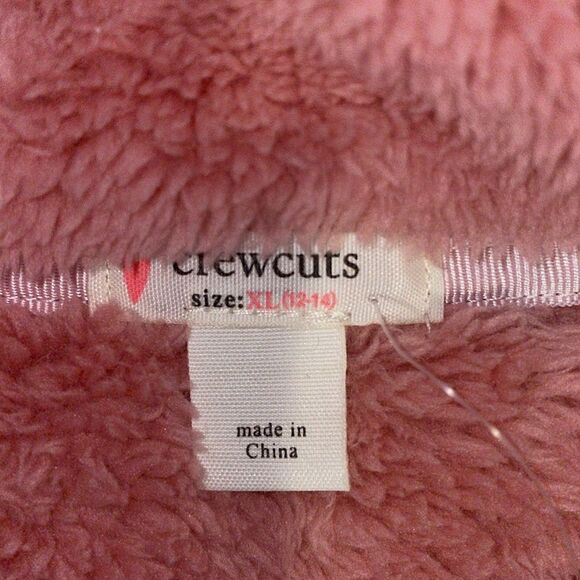 crewcuts
size: XL (12-14)
made in
China